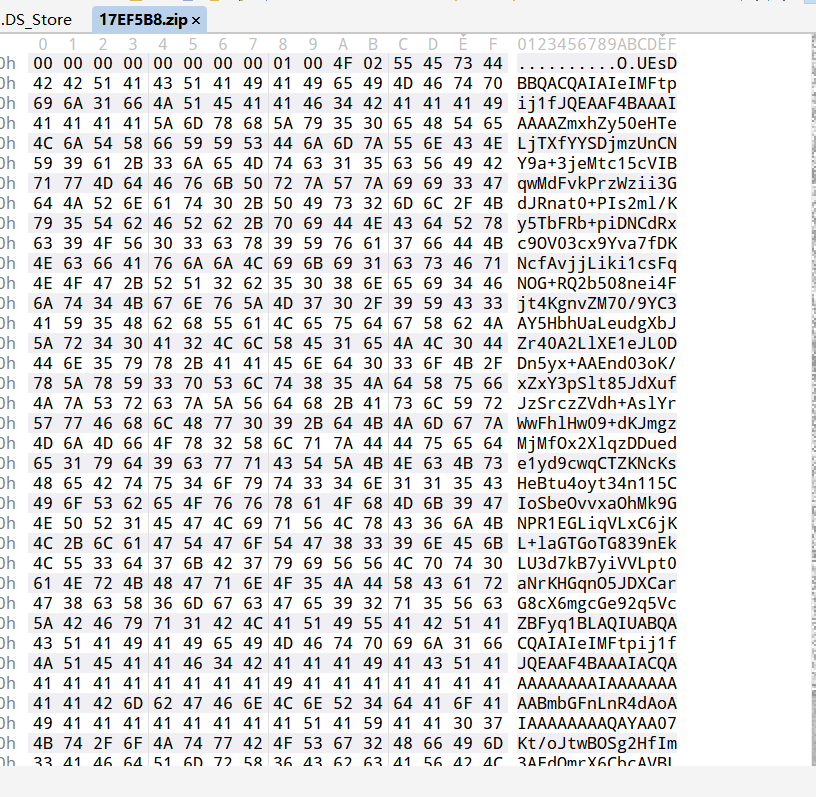 .DS_Store 17EF5B8.zip ×
0 1 2 3 4 5 6 7 8 9 A B C D E F 0123456789ABCDEF
0h 00 00 00 00 00 00 00 00 01 00 4F 02 55 45 73 44 ..........O.UEsD
0h 42 42 51 41 43 51 41 49 41 49 65 49 4D 46 74 70 BBQACQAIAIeIMFtp
0h 69 6A 31 66 4A 51 45 41 41 46 34 42 41 41 41 49 ij1fJQEAAF4BAAAI
0h 41 41 41 41 5A 6D 78 68 5A 79 35 30 65 48 54 65 AAAAZmxhZy50eHTe
0h 4C 6A 54 58 66 59 59 53 44 6A 6D 7A 55 6E 43 4E LjTXfYYSDjmzUnCN
0h 59 39 61 2B 33 6A 65 4D 74 63 31 35 63 56 49 42 Y9a+3jeMtc15cVIB
0h 71 77 4D 64 46 76 6B 50 72 7A 57 7A 69 69 33 47 qwMdFvkPrzWzii3G
0h 64 4A 52 6E 61 74 30 2B 50 49 73 32 6D 6C 2F 4B dJRnat0+PIs2ml/K
0h 79 35 54 62 46 52 62 2B 70 69 44 4E 43 64 52 78 y5TbFRb+piDNCdRx
0h 63 39 4F 56 30 33 63 78 39 59 76 61 37 66 44 4B c9OV03cx9Yva7fDK
0h 4E 63 66 41 76 6A 6A 4C 69 6B 69 31 63 73 46 71 NcfAvjjLiki1csFq
0h 4E 4F 47 2B 52 51 32 62 35 30 38 6E 65 69 34 46 NOG+RQ2b508nei4F
0h 6A 74 34 4B 67 6E 76 5A 4D 37 30 2F 39 59 43 33 jt4KgnvZM70/9YC3
0h 41 59 35 48 62 68 55 61 4C 65 75 64 67 58 62 4A AY5HbhUaLeudgXbJ
0h 5A 72 34 30 41 32 4C 6C 58 45 31 65 4A 4C 30 44 Zr40A2LlXE1eJL0D
0h 44 6E 35 79 78 2B 41 41 45 6E 64 30 33 6F 4B 2F Dn5yx+AAEnd03oK/
0h 78 5A 78 59 33 70 53 6C 74 38 35 4A 64 58 75 66 xZxY3pSlt85JdXuf
0h 4A 7A 53 72 63 7A 5A 56 64 68 2B 41 73 6C 59 72 JzSrczZVdh+AslYr
0h 57 77 46 68 6C 48 77 30 39 2B 64 4B 4A 6D 67 7A WwFhlHw09+dKJmgz
0h 4D 6A 4D 66 4F 78 32 58 6C 71 7A 44 44 75 65 64 MjMfOx2XlqzDDued
0h 65 31 79 64 39 63 77 71 43 54 5A 4B 4E 63 4B 73 e1yd9cwqCTZKNcKs
0h 48 65 42 74 75 34 6F 79 74 33 34 6E 31 31 35 43 HeBtu4oyt34n115C
0h 49 6F 53 62 65 4F 76 76 78 61 4F 68 4D 6B 39 47 IoSbeOvvxaOhMk9G
0h 4E 50 52 31 45 47 4C 69 71 56 4C 78 43 36 6A 4B NPR1EGLiqVLxC6jK
0h 4C 2B 6C 61 47 54 47 6F 54 47 38 33 39 6E 45 6B L+laGTGoTG839nEk
0h 4C 55 33 64 37 6B 42 37 79 69 56 56 4C 70 74 30 LU3d7kB7yiVVLpt0
0h 61 4E 72 4B 48 47 71 6E 4F 35 4A 44 58 43 61 72 aNrKHGqnO5JDXCar
0h 47 38 63 58 36 6D 67 63 47 65 39 32 71 35 56 63 G8cX6mgcGe92q5Vc
0h 5A 42 46 79 71 31 42 4C 41 51 49 55 41 42 51 41 ZBFyq1BLAQIUABQA
0h 43 51 41 49 41 49 65 49 4D 46 74 70 69 6A 31 66 CQAIAIeIMFtpij1f
0h 4A 51 45 41 41 46 34 42 41 41 41 49 41 43 51 41 JQEAAF4BAAAIACQA
0h 41 41 41 41 41 41 41 41 49 41 41 41 41 41 41 41 AAAAAAAAIAAAAAAA
0h 41 41 42 6D 62 47 46 6E 4C 6E 52 34 64 41 6F 41 AABmbGFnLnR4dAoA
0h 49 41 41 41 41 41 41 41 41 51 41 59 41 41 30 37 IAAAAAAAAQAYAA07
0h 4B 74 2F 6F 4A 74 77 42 4F 53 67 32 48 66 49 6D Kt/oJtwBOSg2HfIm
0h 33 41 46 64 51 6D 72 58 36 43 62 63 41 56 42 4C 3AFdQmrX6CbcAVBL